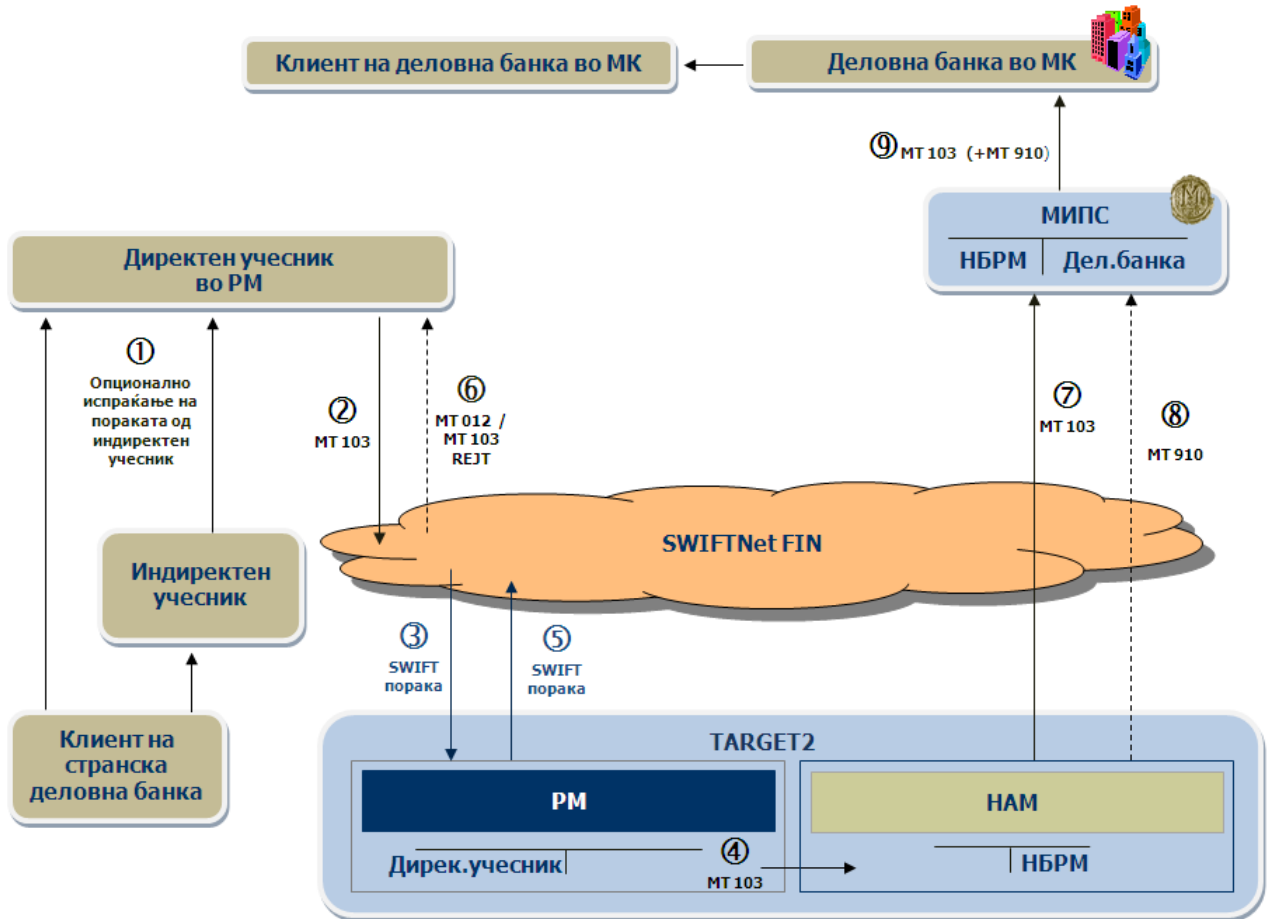 Клиент на деловна банка во МК
Деловна банка во МК
⑨ МТ 103 (+МТ 910)
МИПС
НБРМ
Дел.банка
Директен учесник
во РМ
①
Опционално
испраќање на
пораката од
индиректен
учесник
②
МТ 103
⑥
МТ 012 /
МТ 103
REJT
⑦
МТ 103
⑧
МТ 910
SWIFTNet FIN
Индиректен
учесник
③
SWIFT
порака
⑤
SWIFT
порака
Клиент на
странска
деловна банка
TARGET2
РМ
НАМ
Дирек.учесник
④
МТ 103
НБРМ